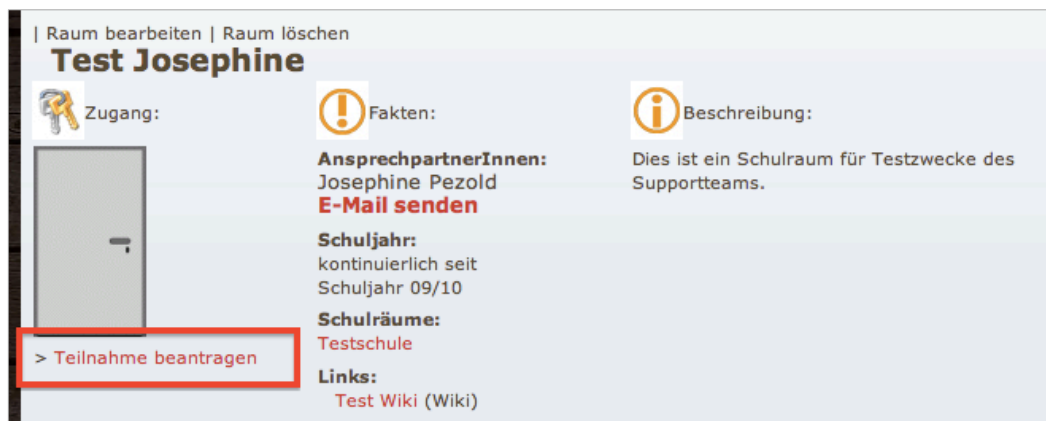 | Raum bearbeiten | Raum löschen
Test Josephine
Zugang:
> Teilnahme beantragen
Fakten:
AnsprechpartnerInnen:
Josephine Pezold
E-Mail senden
Schuljahr:
kontinuierlich seit
Schuljahr 09/10
Schulräume:
Testschule
Links:
Test Wiki (Wiki)
Beschreibung:
Dies ist ein Schulraum für Testzwecke des
Supportteams.